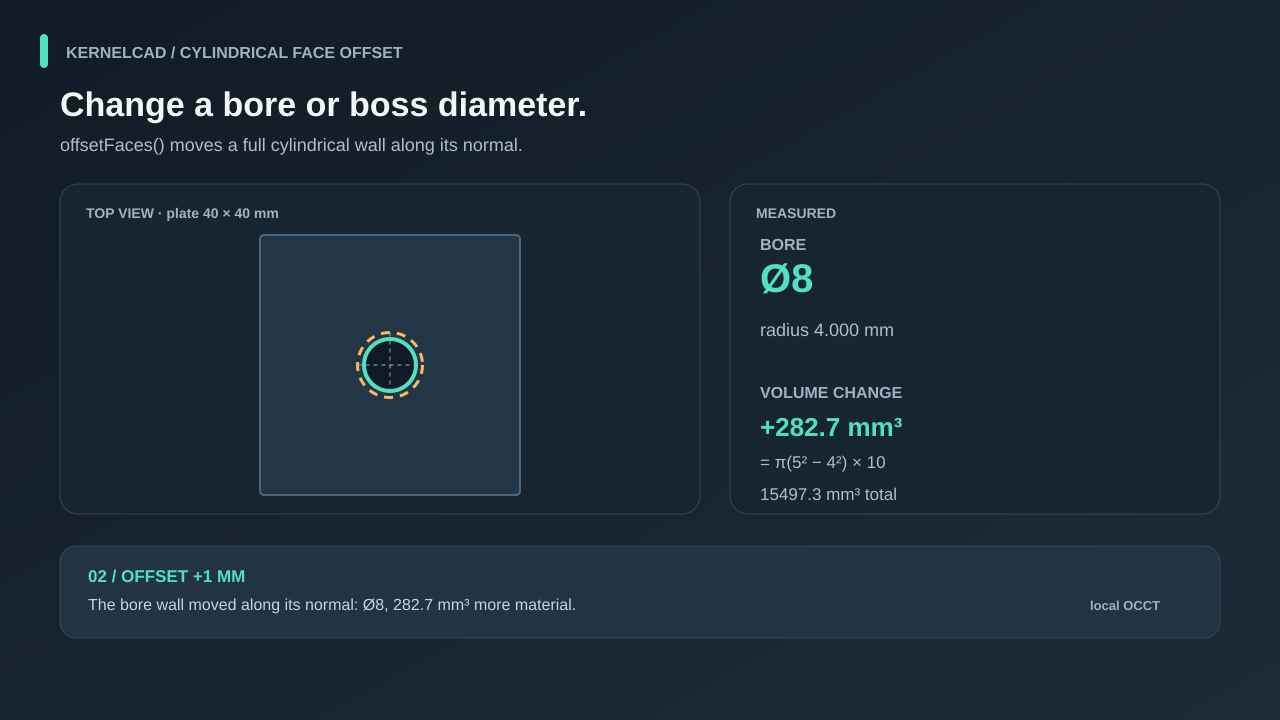 KERNELCAD / CYLINDRICAL FACE OFFSET
Change a bore or boss diameter.
offsetFaces() moves a full cylindrical wall along its normal.
TOP VIEW · plate 40 × 40 mm
MEASURED
BORE
Ø8
radius 4.000 mm
VOLUME CHANGE
+282.7 mm³
= π(5² − 4²) × 10
15497.3 mm³ total
02 / OFFSET +1 MM
The bore wall moved along its normal: Ø8, 282.7 mm³ more material.
local OCCT